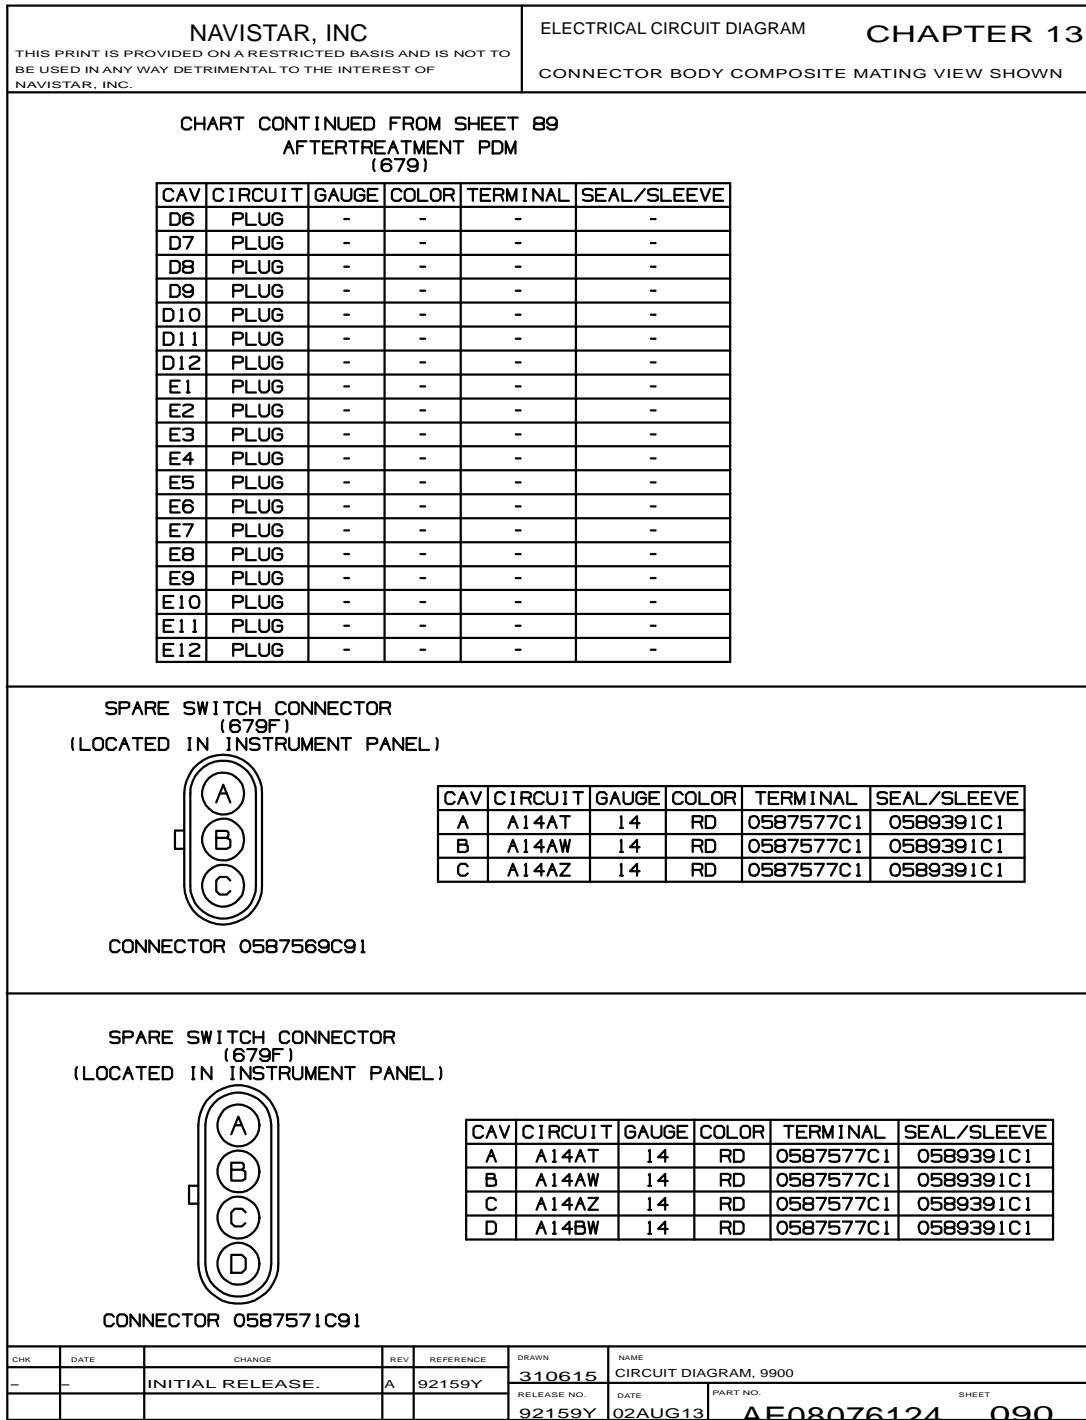 NAVISTAR, INC
THIS PRINT IS PROVIDED ON A RESTRICTED BASIS AND IS NOT TO
BE USED IN ANY WAY DETRIMENTAL TO THE INTEREST OF
NAVISTAR, INC.
ELECTRICAL CIRCUIT DIAGRAM CHAPTER 13
CONNECTOR BODY COMPOSITE MATING VIEW SHOWN
CHART CONTINUED FROM SHEET 89
AFTERTREATMENT PDM
(679)
CAV CIRCUIT GAUGE COLOR TERMINAL SEAL/SLEEVE
D6 PLUG - - - -
D7 PLUG - - - -
D8 PLUG - - - -
D9 PLUG - - - -
D10 PLUG - - - -
D11 PLUG - - - -
D12 PLUG - - - -
E1 PLUG - - - -
E2 PLUG - - - -
E3 PLUG - - - -
E4 PLUG - - - -
E5 PLUG - - - -
E6 PLUG - - - -
E7 PLUG - - - -
E8 PLUG - - - -
E9 PLUG - - - -
E10 PLUG - - - -
E11 PLUG - - - -
E12 PLUG - - - -
SPARE SWITCH CONNECTOR
(679F)
(LOCATED IN INSTRUMENT PANEL)
A
B
C
CONNECTOR 0587569C91
CAV CIRCUIT GAUGE COLOR TERMINAL SEAL/SLEEVE
A A14AT 14 RD 0587577C1 0589391C1
B A14AW 14 RD 0587577C1 0589391C1
C A14AZ 14 RD 0587577C1 0589391C1
SPARE SWITCH CONNECTOR
(679F)
(LOCATED IN INSTRUMENT PANEL)
A
B
C
D
CONNECTOR 0587571C91
CAV CIRCUIT GAUGE COLOR TERMINAL SEAL/SLEEVE
A A14AT 14 RD 0587577C1 0589391C1
B A14AW 14 RD 0587577C1 0589391C1
C A14AZ 14 RD 0587577C1 0589391C1
D A14BW 14 RD 0587577C1 0589391C1
CHK DATE CHANGE REV REFERENCE
– – INITIAL RELEASE. A 92159Y
DRAWN
310615
NAME
CIRCUIT DIAGRAM, 9900
RELEASE NO.
92159Y
DATE
02AUG13
PART NO.
AE08076124
SHEET
090